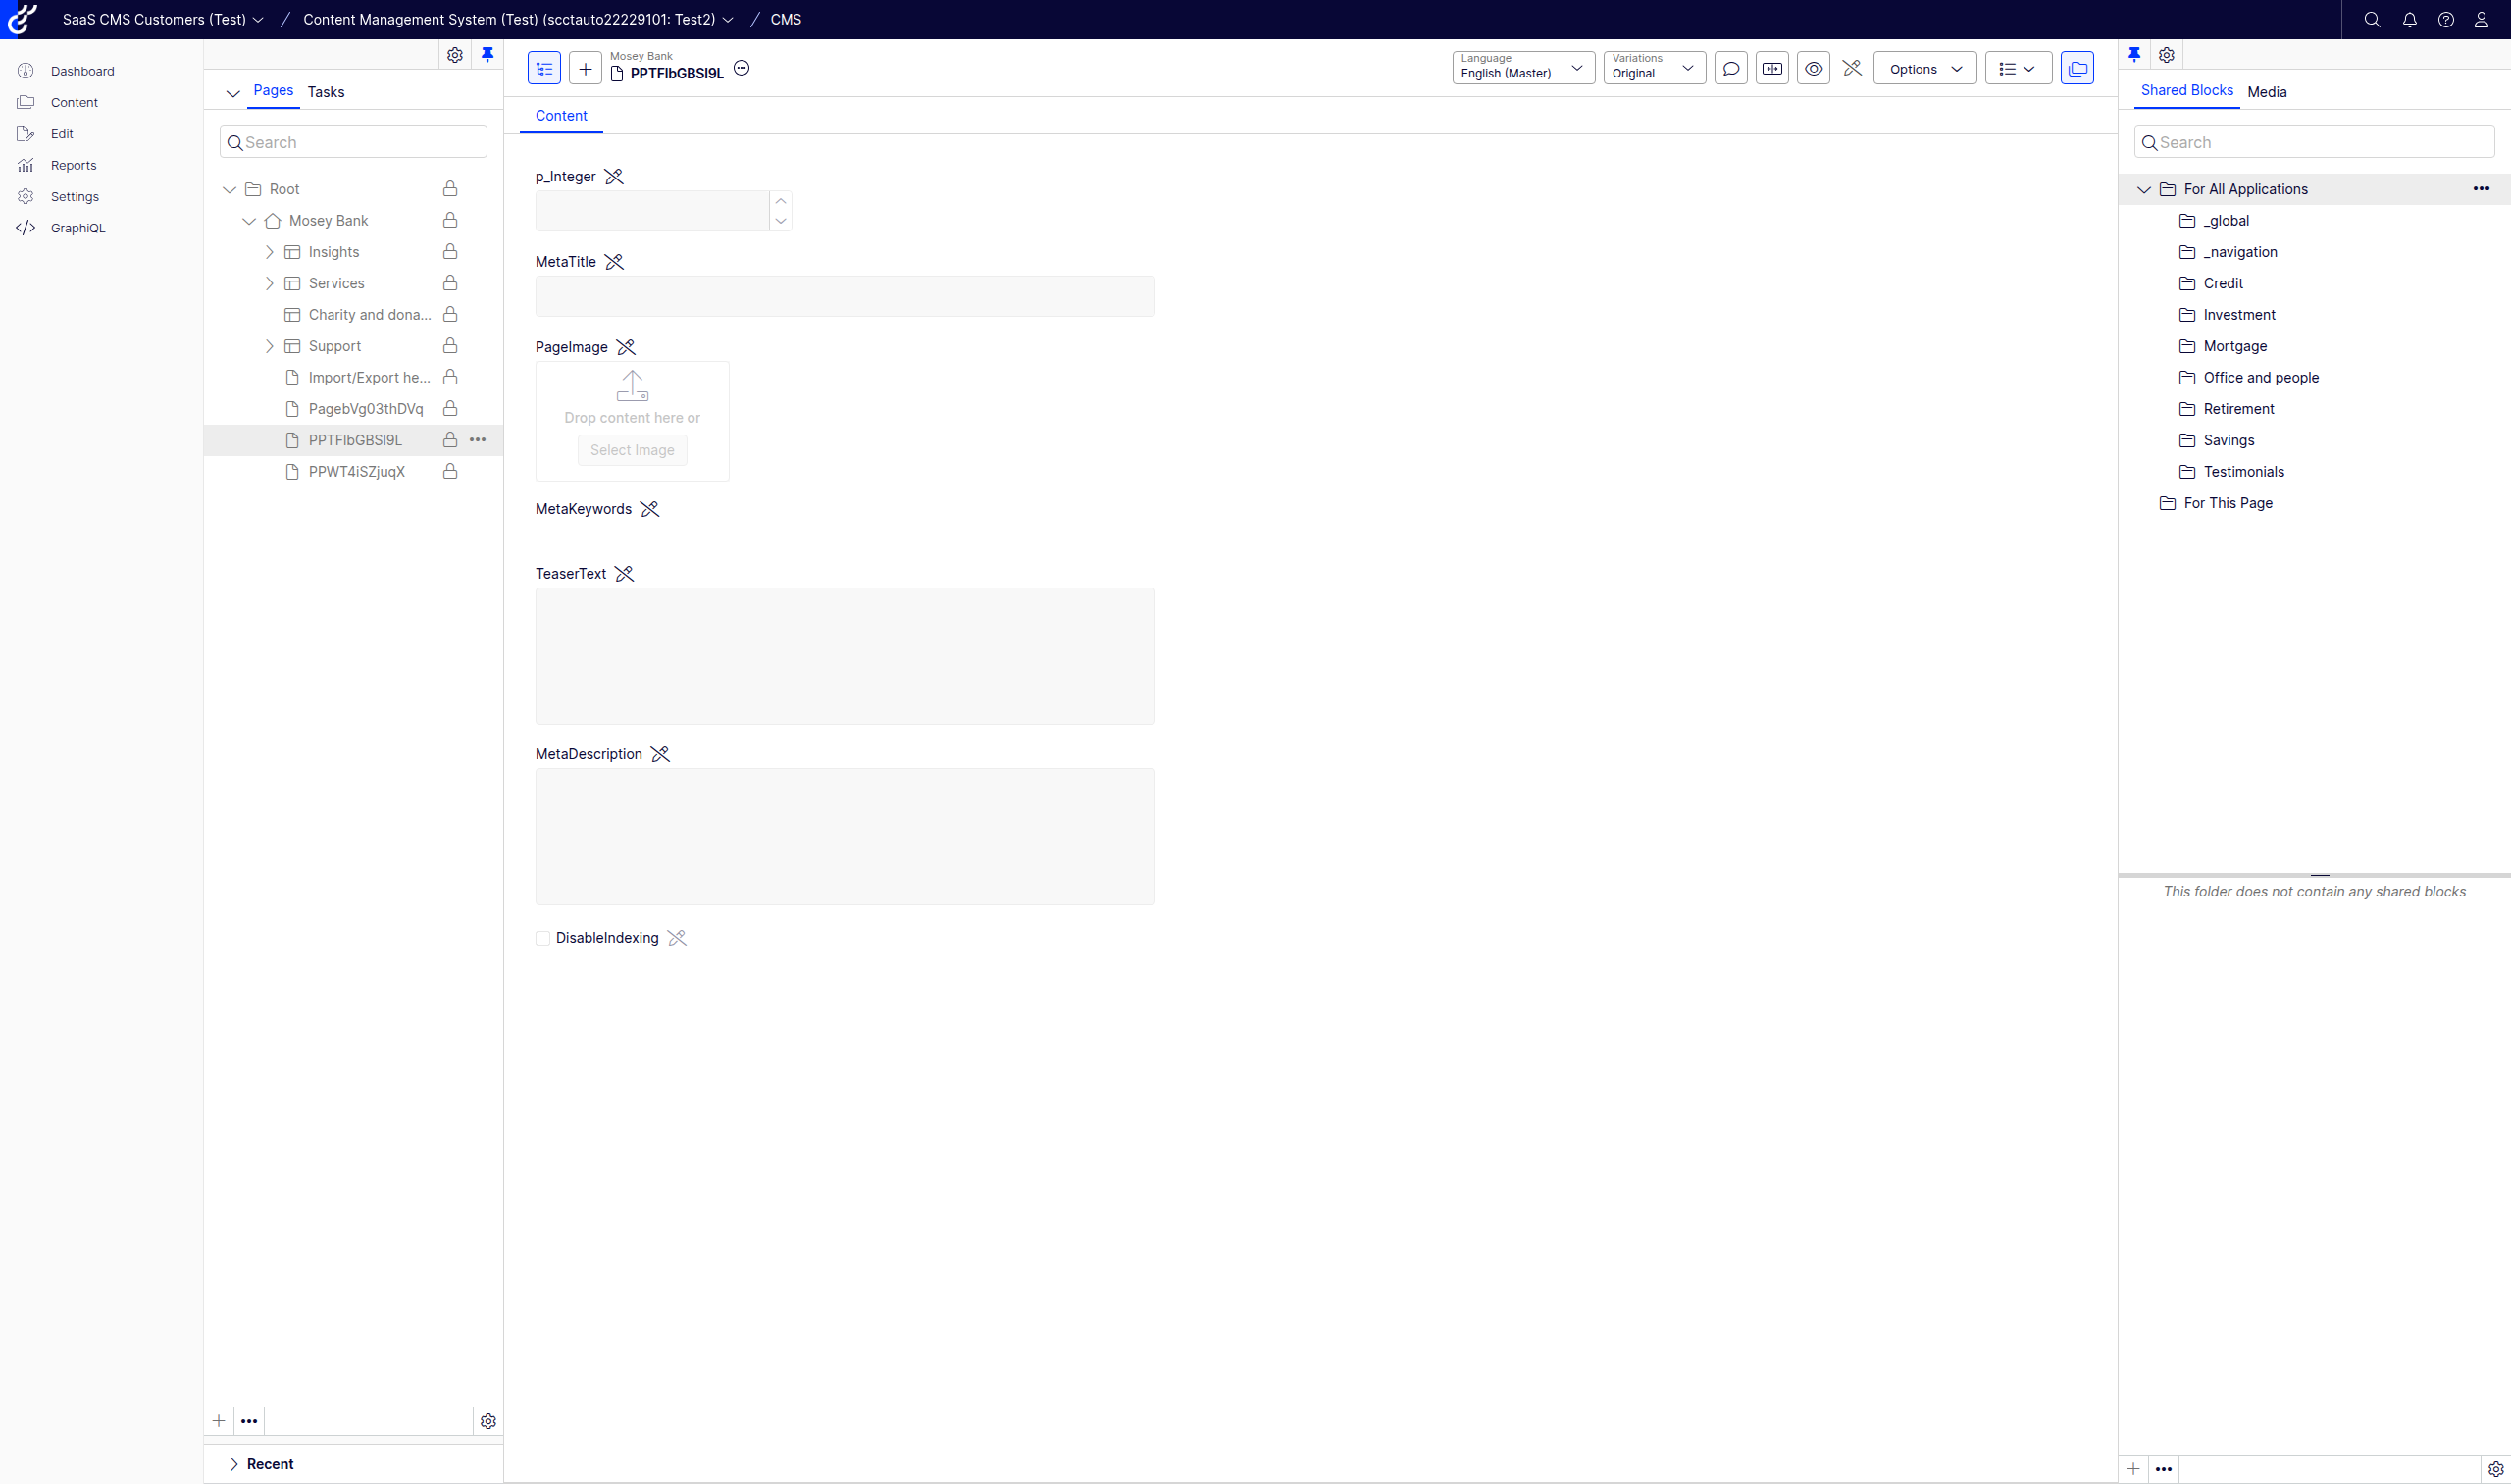 SaaS CMS Customers (Test) / Content Management System (Test) (scctauto22229101: Test2) / CMS
Dashboard
Content
Edit
Reports
Settings
GraphiQL
Pages Tasks
Search
Root
Mosey Bank
Insights
Services
Charity and dona...
Support
Import/Export he...
PagebVg03thDVq
PPTFlbGBSl9L
PPWT4iSZjuqX
Recent
Mosey Bank
PPTFlbGBSl9L
Language
English (Master)
Variations
Original
Options
Content
p_Integer
MetaTitle
PageImage
Drop content here or
Select Image
MetaKeywords
TeaserText
MetaDescription
DisableIndexing
Shared Blocks Media
Search
For All Applications
_global
_navigation
Credit
Investment
Mortgage
Office and people
Retirement
Savings
Testimonials
For This Page
This folder does not contain any shared blocks